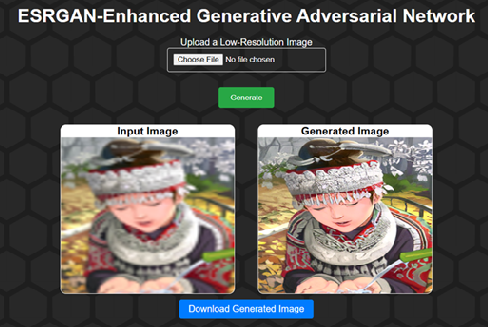 ESRGAN-Enhanced Generative Adversarial Network
Upload a Low-Resolution Image
Choose File No file chosen
Generate
Input Image Generated Image
Download Generated Image